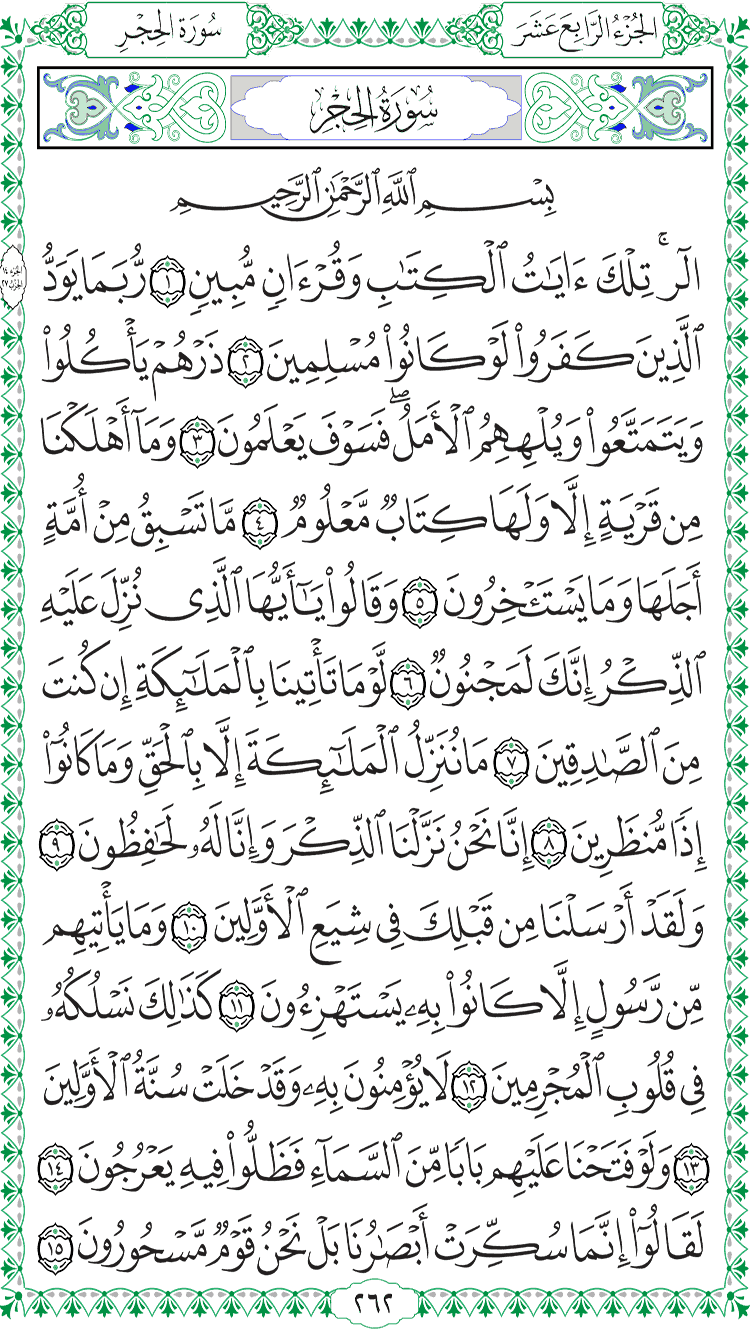 الجُزْءُ الرَّابِعَ عَشَرَ
سُورَةُ الحِجْرِ
سُورَةُ الحِجْرِ
بِسْمِ ٱللَّهِ ٱلرَّحْمَٰنِ ٱلرَّحِيمِ
الٓرۚ تِلْكَ ءَايَٰتُ ٱلْكِتَٰبِ وَقُرْءَانٖ مُّبِينٖ ١ رُّبَمَا يَوَدُّ
الجزء ١٤
الحزب ٢٧
ٱلَّذِينَ كَفَرُواْ لَوْ كَانُواْ مُسْلِمِينَ ٢ ذَرْهُمْ يَأْكُلُواْ
وَيَتَمَتَّعُواْ وَيُلْهِهِمُ ٱلْأَمَلُۖ فَسَوْفَ يَعْلَمُونَ ٣ وَمَآ أَهْلَكْنَا
مِن قَرْيَةٍ إِلَّا وَلَهَا كِتَابٞ مَّعْلُومٞ ٤ مَّا تَسْبِقُ مِنْ أُمَّةٍ
أَجَلَهَا وَمَا يَسْتَـْٔخِرُونَ ٥ وَقَالُواْ يَٰٓأَيُّهَا ٱلَّذِي نُزِّلَ عَلَيْهِ
ٱلذِّكْرُ إِنَّكَ لَمَجْنُونٞ ٦ لَّوْمَا تَأْتِينَا بِٱلْمَلَٰٓئِكَةِ إِن كُنتَ
مِنَ ٱلصَّٰدِقِينَ ٧ مَا نُنَزِّلُ ٱلْمَلَٰٓئِكَةَ إِلَّا بِٱلْحَقِّ وَمَا كَانُوٓاْ
إِذٗا مُّنظَرِينَ ٨ إِنَّا نَحْنُ نَزَّلْنَا ٱلذِّكْرَ وَإِنَّا لَهُۥ لَحَٰفِظُونَ ٩
وَلَقَدْ أَرْسَلْنَا مِن قَبْلِكَ فِي شِيَعِ ٱلْأَوَّلِينَ ١٠ وَمَا يَأْتِيهِم
مِّن رَّسُولٍ إِلَّا كَانُواْ بِهِۦ يَسْتَهْزِءُونَ ١١ كَذَٰلِكَ نَسْلُكُهُۥ
فِي قُلُوبِ ٱلْمُجْرِمِينَ ١٢ لَا يُؤْمِنُونَ بِهِۦ وَقَدْ خَلَتْ سُنَّةُ ٱلْأَوَّلِينَ
١٣ وَلَوْ فَتَحْنَا عَلَيْهِم بَابٗا مِّنَ ٱلسَّمَآءِ فَظَلُّواْ فِيهِ يَعْرُجُونَ ١٤
لَقَالُوٓاْ إِنَّمَا سُكِّرَتْ أَبْصَٰرُنَا بَلْ نَحْنُ قَوْمٞ مَّسْحُورُونَ ١٥
٢٦٢